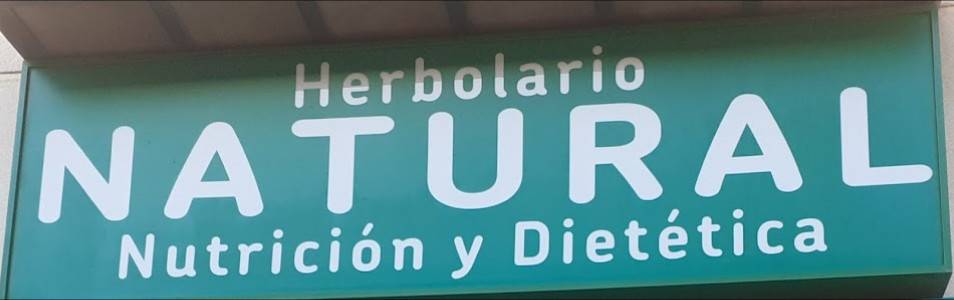 Herbolario
NATURAL
Nutrición y Dietética